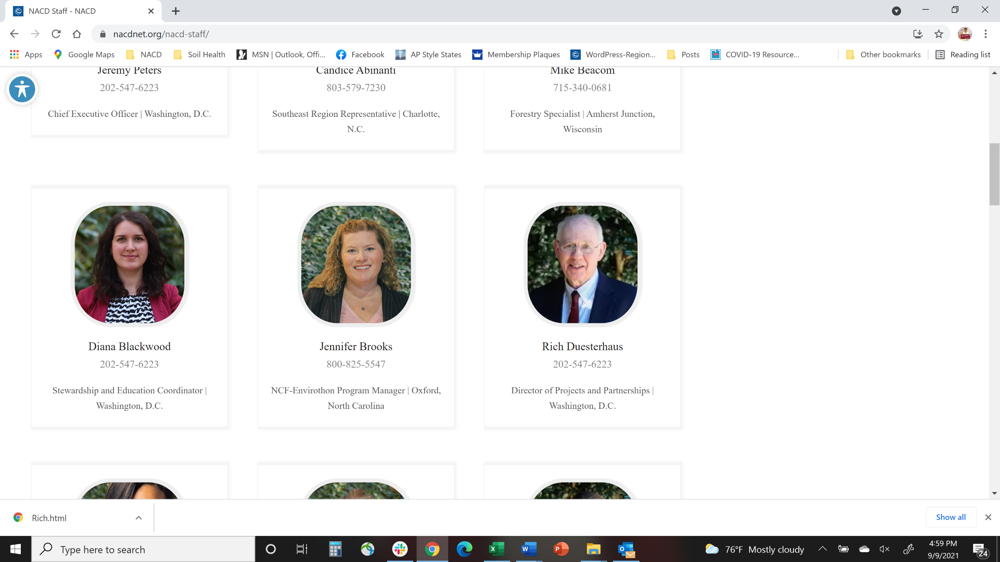 NACD Staff - NACD
nacdnet.org/nacd-staff/
Apps Google Maps NACD Soil Health MSN | Outlook, Offi... Facebook AP Style States Membership Plaques WordPress-Region... Posts COVID-19 Resource... Other bookmarks Reading list
Jeremy Peters
202-547-6223
Chief Executive Officer | Washington, D.C.
Candice Abinanti
803-579-7230
Southeast Region Representative | Charlotte,
N.C.
Mike Beacom
715-340-0681
Forestry Specialist | Amherst Junction,
Wisconsin
Diana Blackwood
202-547-6223
Stewardship and Education Coordinator |
Washington, D.C.
Jennifer Brooks
800-825-5547
NCF-Envirothon Program Manager | Oxford,
North Carolina
Rich Duesterhaus
202-547-6223
Director of Projects and Partnerships |
Washington, D.C.
Rich.html
Show all
Type here to search
76°F Mostly cloudy
4:59 PM
9/9/2021
24